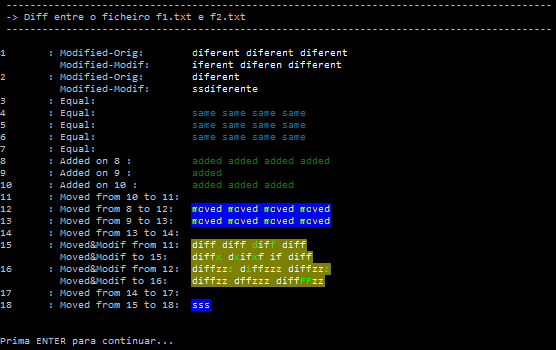 -> Diff entre o ficheiro f1.txt e f2.txt
1 : Modified-Orig: diferent diferent diferent
Modified-Modif: iferent diferen different
2 : Modified-Orig: diferent
Modified-Modif: ssdiferente
3 : Equal:
4 : Equal: same same same same
5 : Equal: same same same same
6 : Equal: same same same same
7 : Equal:
8 : Added on 8 : added added added added
9 : Added on 9 : added
10 : Added on 10 : added added added
11 : Moved from 10 to 11:
12 : Moved from 8 to 12: moved moved moved moved
13 : Moved from 9 to 13: moved moved moved moved
14 : Moved from 13 to 14:
15 : Moved&Modif from 11: diff diff diff diff
Moved&Modif to 15: diffx dxifxf if diff
16 : Moved&Modif from 12: diffzzz diffzzz diffzzz
Moved&Modif to 16: diffzz dffzzz diffFFzz
17 : Moved from 14 to 17:
18 : Moved from 15 to 18: sss
Prima ENTER para continuar...